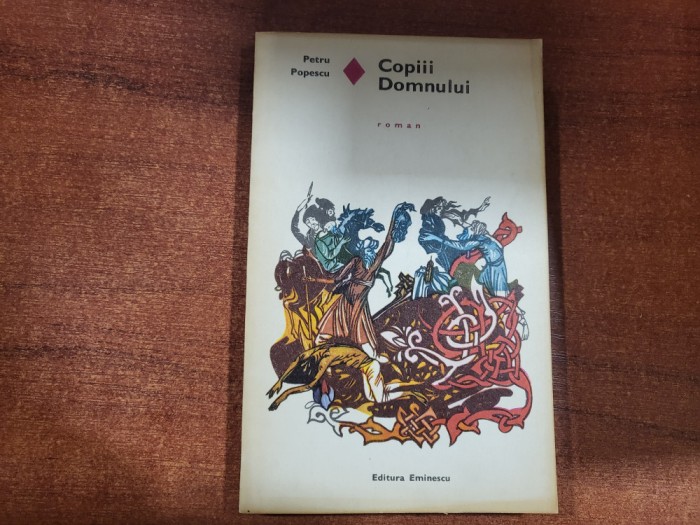 Petru
Popescu
Copiii
Domnului
roman
Editura Eminescu